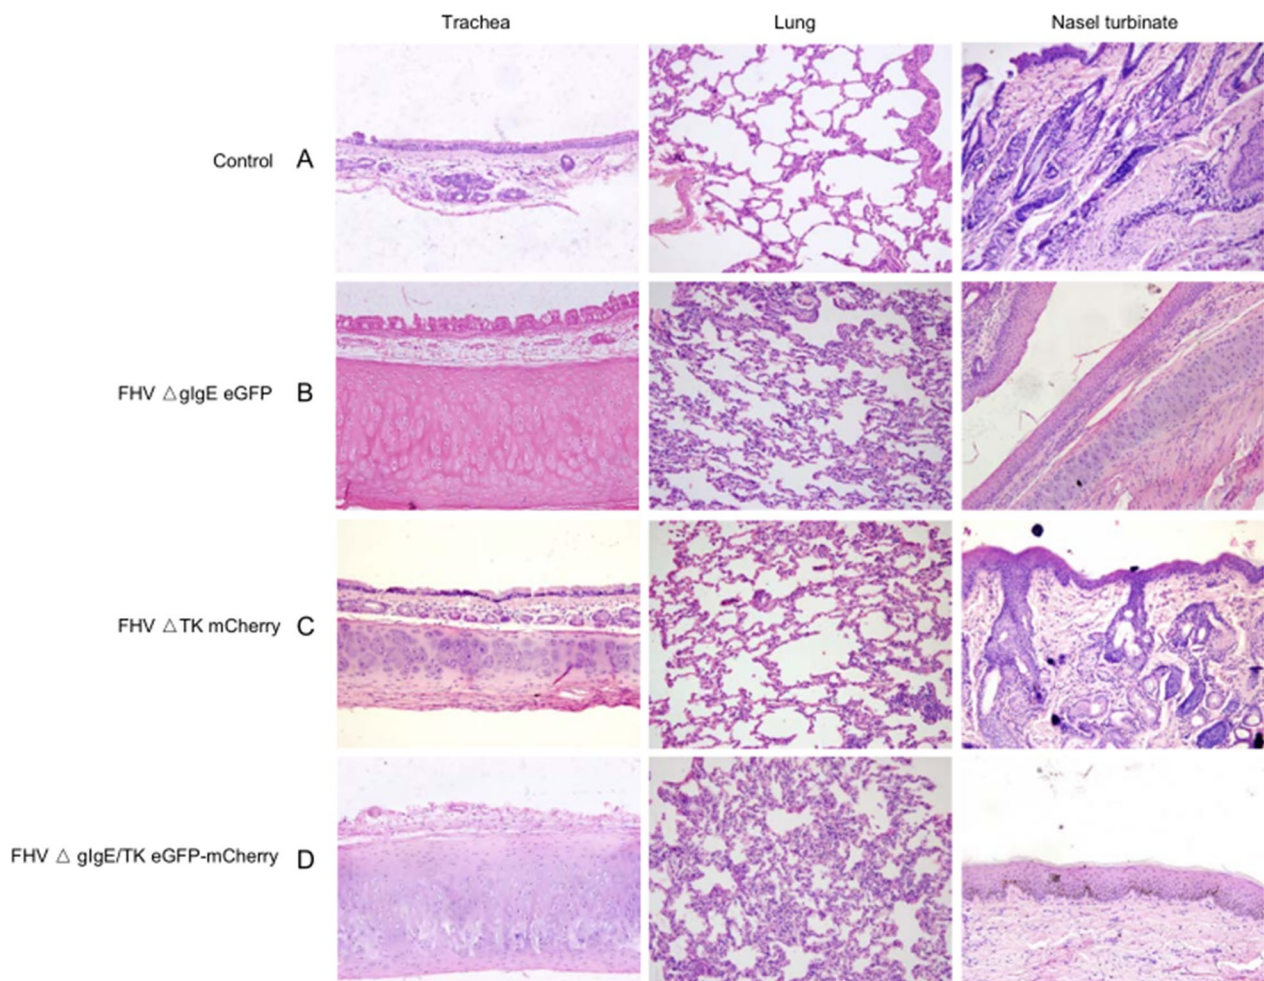 Trachea Lung Nasel turbinate
Control A
FHV △gIgE eGFP B
FHV △TK mCherry C
FHV △ gIgE/TK eGFP-mCherry D